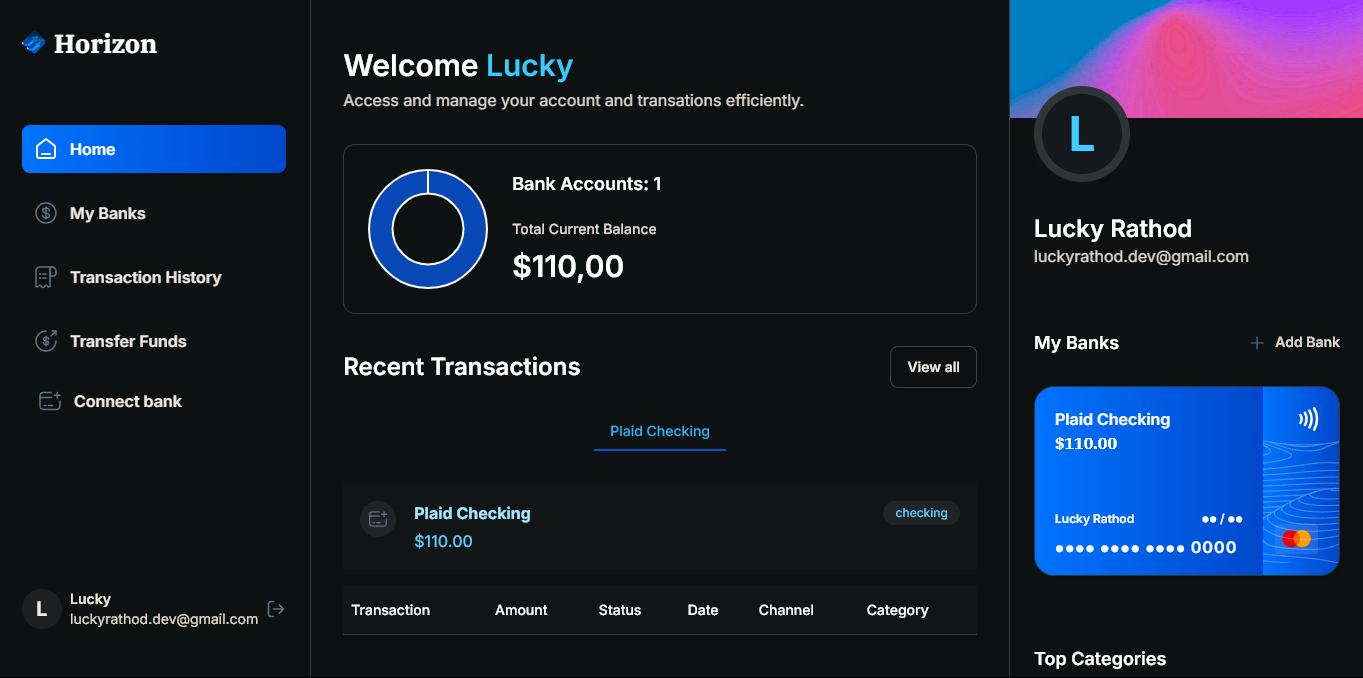 Horizon
Home
My Banks
Transaction History
Transfer Funds
Connect bank
L
Lucky
luckyrathod.dev@gmail.com
Welcome Lucky
Access and manage your account and transations efficiently.
Bank Accounts: 1
Total Current Balance
$110,00
Recent Transactions
View all
Plaid Checking
Plaid Checking
checking
$110.00
Transaction Amount Status Date Channel Category
L
Lucky Rathod
luckyrathod.dev@gmail.com
My Banks
+ Add Bank
Plaid Checking
$110.00
Lucky Rathod ●● / ●●
●●●● ●●●● ●●●● 0000
Top Categories